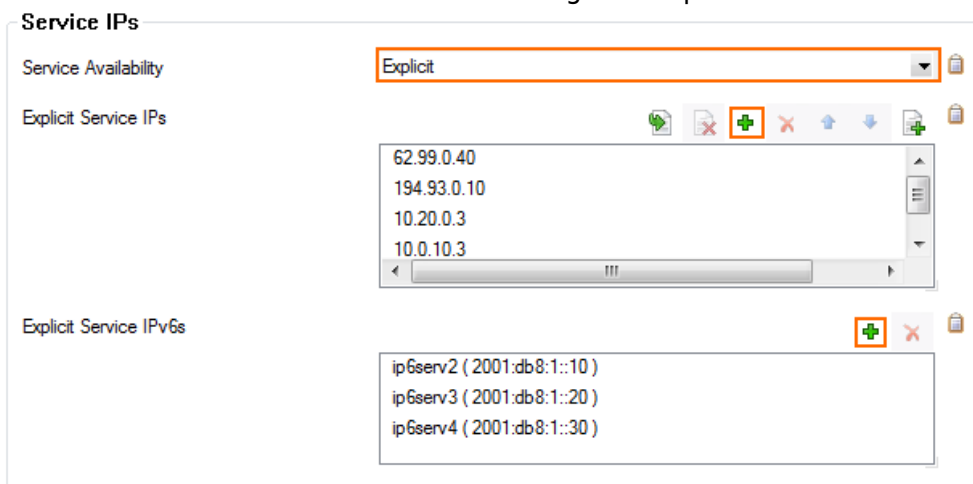 Service IPs
Service Availability
Explicit
Explicit Service IPs
62.99.0.40
194.93.0.10
10.20.0.3
10.0.10.3
Explicit Service IPv6s
ip6serv2 ( 2001:db8:1::10 )
ip6serv3 ( 2001:db8:1::20 )
ip6serv4 ( 2001:db8:1::30 )